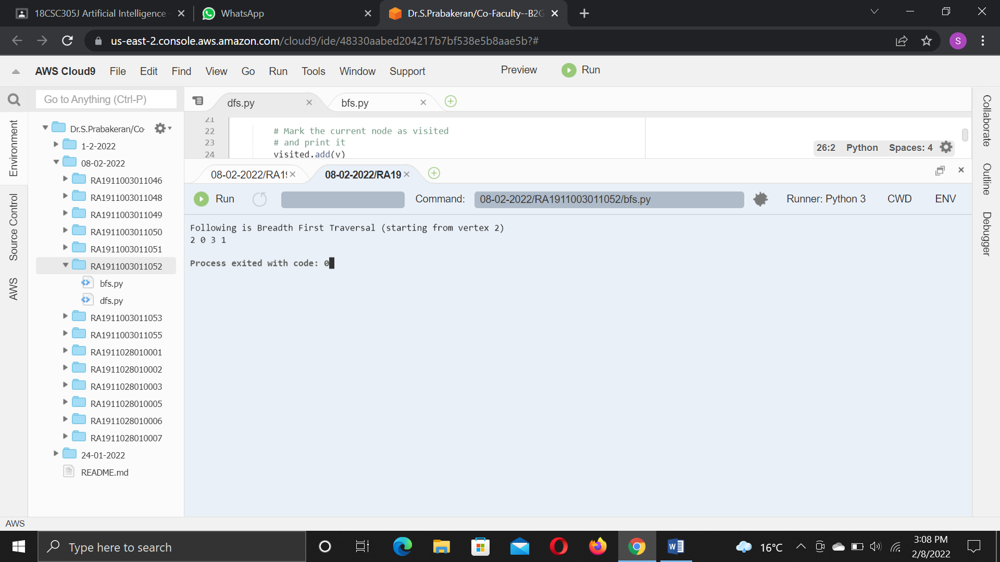 18CSC305J Artificial Intelligence
WhatsApp
Dr.S.Prabakeran/Co-Faculty--B2G
us-east-2.console.aws.amazon.com/cloud9/ide/48330aabed204217b7bf538e5b8aae5b?#
S
AWS Cloud9 File Edit Find View Go Run Tools Window Support Preview Run
Go to Anything (Ctrl-P)
dfs.py
bfs.py
Collaborate
Outline
Debugger
Environment
Source Control
AWS
Dr.S.Prabakeran/Co-
1-2-2022
08-02-2022
RA1911003011046
RA1911003011048
RA1911003011049
RA1911003011050
RA1911003011051
RA1911003011052
bfs.py
dfs.py
RA1911003011053
RA1911003011055
RA1911028010001
RA1911028010002
RA1911028010003
RA1911028010005
RA1911028010006
RA1911028010007
24-01-2022
README.md
21
22 # Mark the current node as visited
23 # and print it
24 visited.add(v)
26:2 Python Spaces: 4
08-02-2022/RA19
08-02-2022/RA19
Run Command: 08-02-2022/RA1911003011052/bfs.py Runner: Python 3 CWD ENV
Following is Breadth First Traversal (starting from vertex 2)
2 0 3 1
Process exited with code: 0
AWS
Type here to search
16°C
3:08 PM
2/8/2022